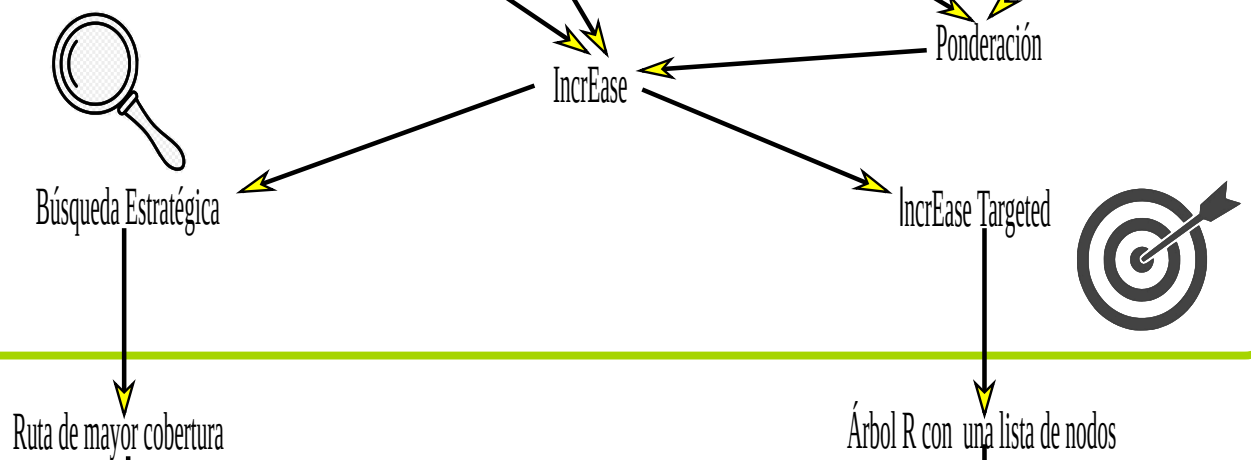 Ponderación
IncrEase
Búsqueda Estratégica
IncrEase Targeted
Ruta de mayor cobertura
Árbol R con una lista de nodos